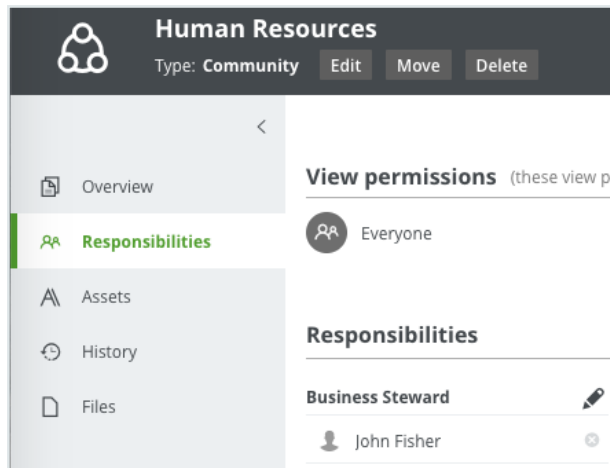 Human Resources
Type: Community Edit Move Delete
Overview
Responsibilities
Assets
History
Files
View permissions (these view p
Everyone
Responsibilities
Business Steward
John Fisher